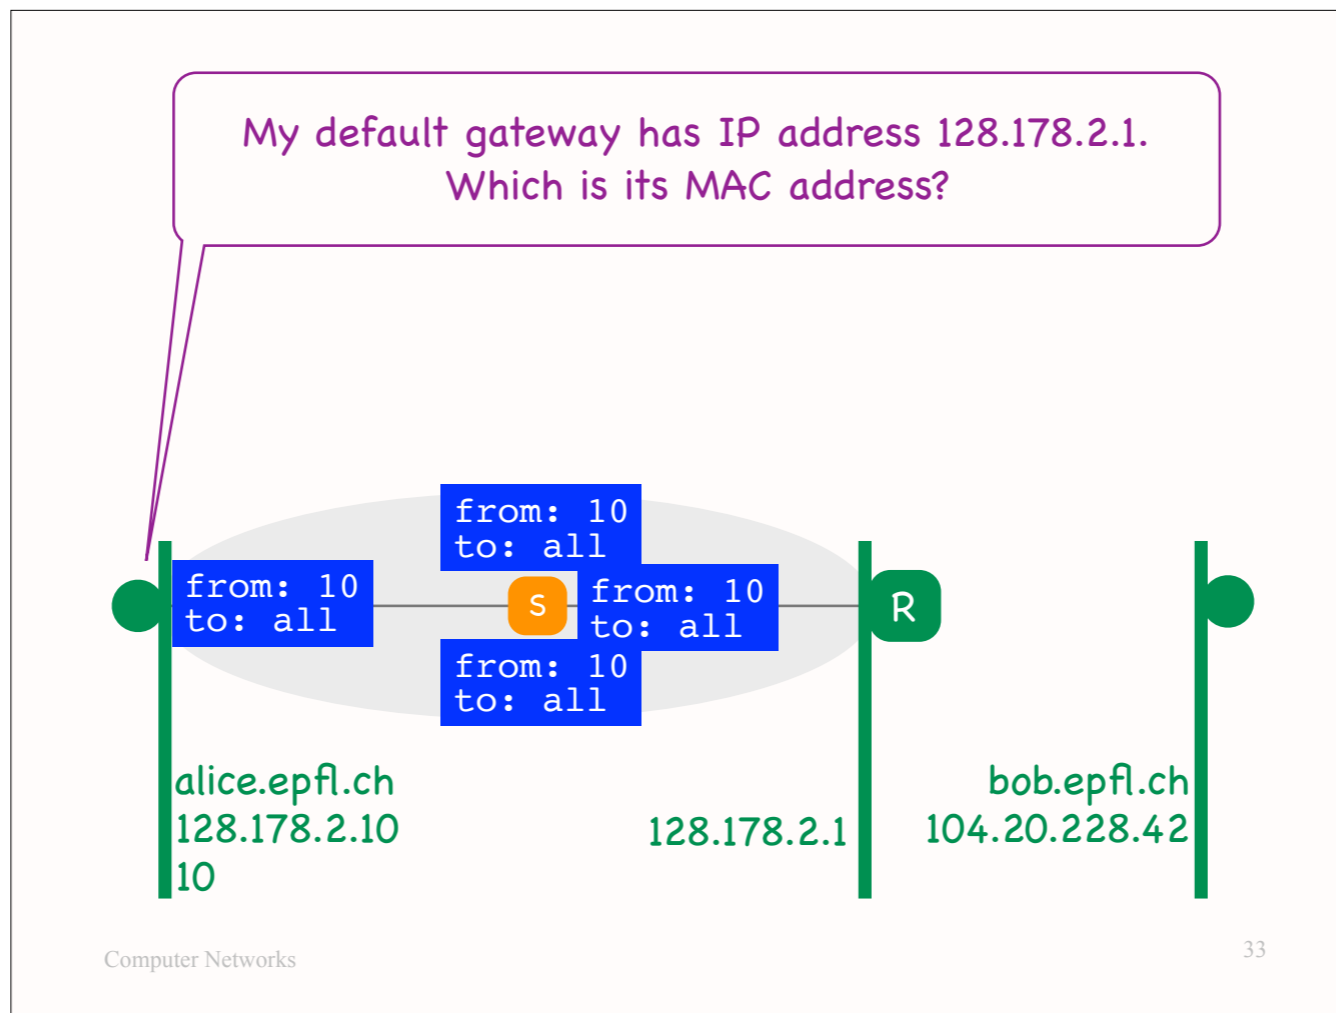 My default gateway has IP address 128.178.2.1.
Which is its MAC address?
from: 10
to: all
from: 10
to: all
S
from: 10
to: all
from: 10
to: all
R
alice.epfl.ch
128.178.2.10
10
128.178.2.1
bob.epfl.ch
104.20.228.42
Computer Networks
33